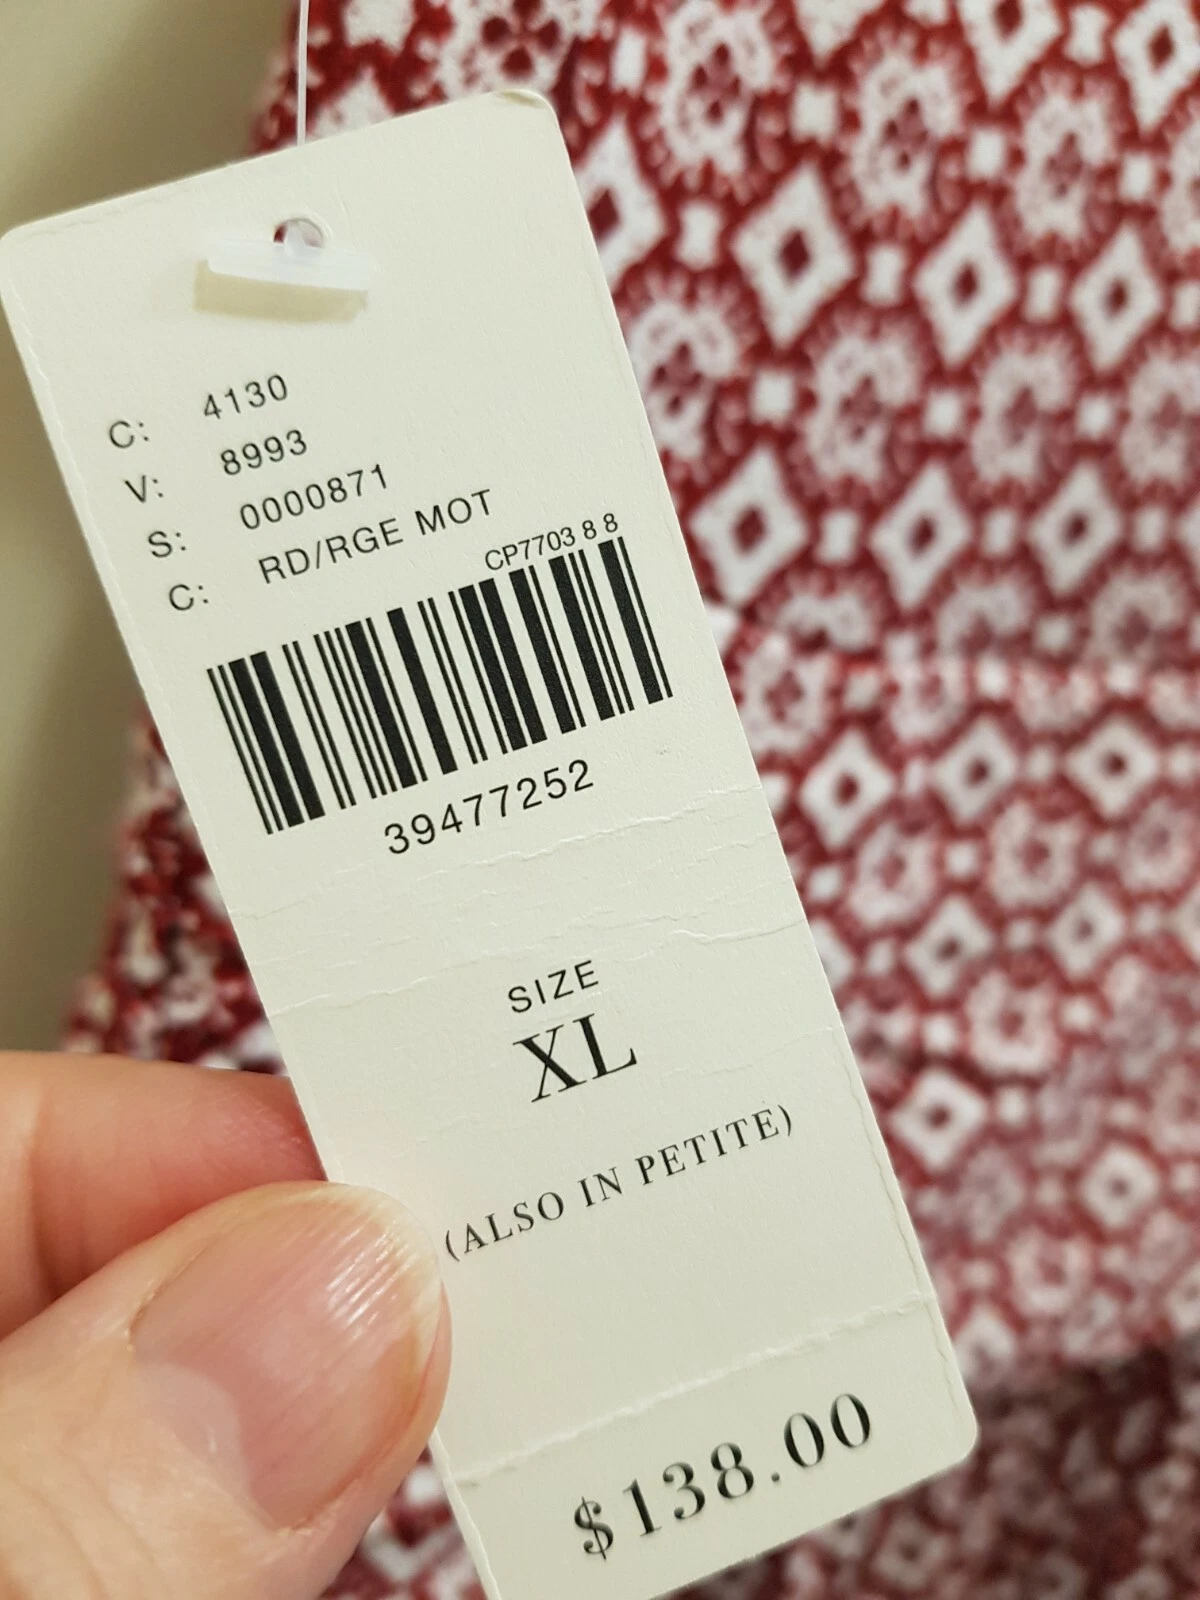 C: 4130
V: 8993
S: 0000871
C: RD/RGE MOT
CP7703 8 8
39477252
SIZE
XL
(ALSO IN PETITE)
$138.00